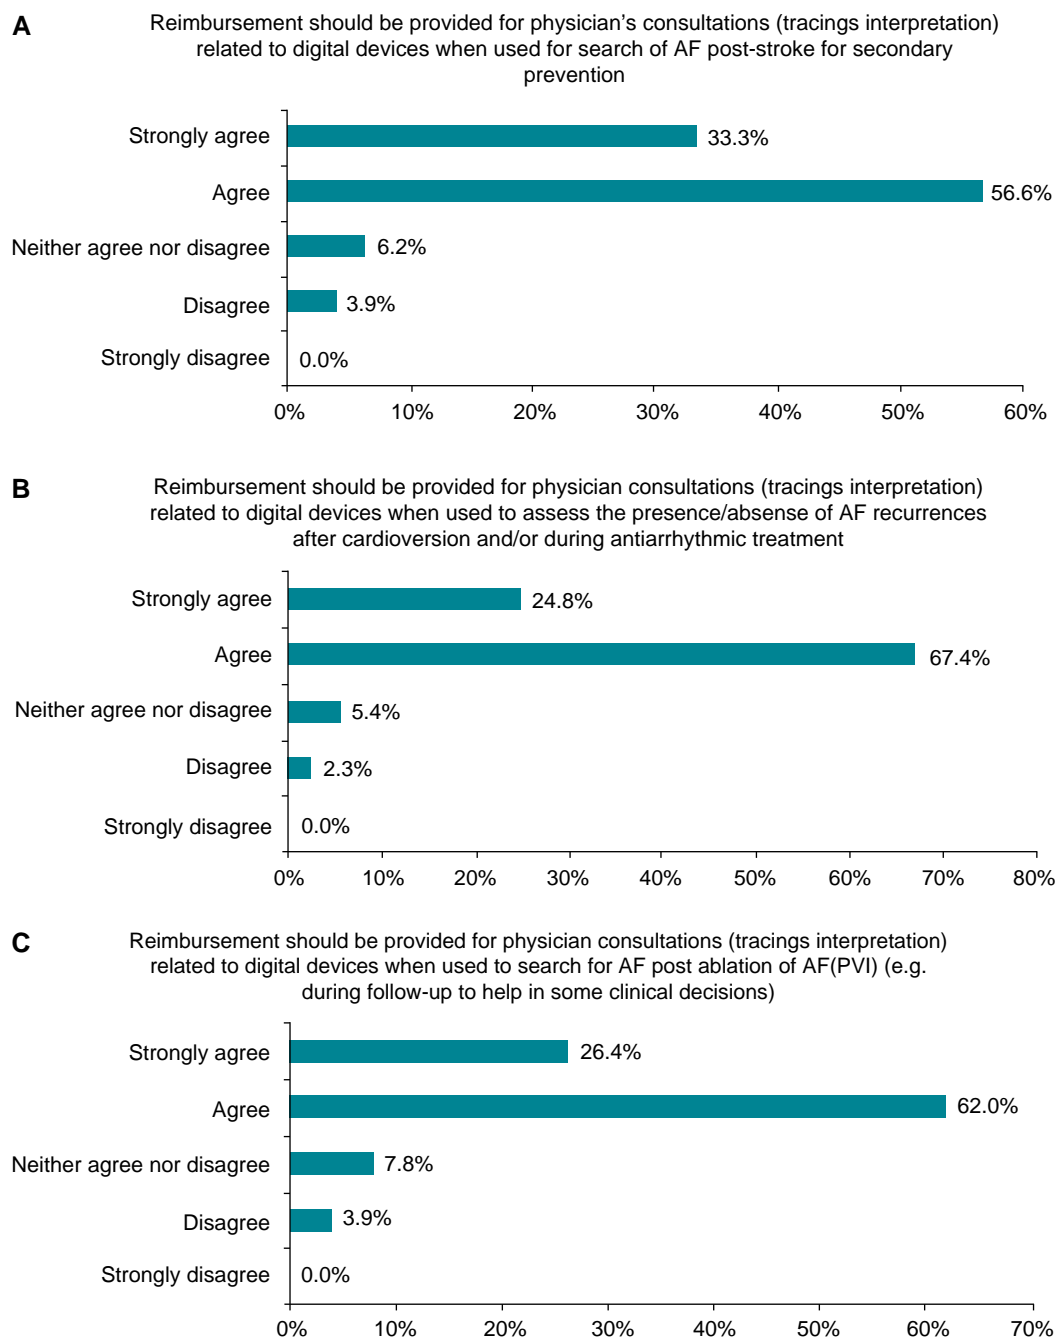 A
Reimbursement should be provided for physician's consultations (tracings interpretation)
related to digital devices when used for search of AF post-stroke for secondary
prevention
Strongly agree
33.3%
Agree
56.6%
Neither agree nor disagree
6.2%
Disagree
3.9%
Strongly disagree
0.0%
0% 10% 20% 30% 40% 50% 60%
B
Reimbursement should be provided for physician consultations (tracings interpretation)
related to digital devices when used to assess the presence/absense of AF recurrences
after cardioversion and/or during antiarrhythmic treatment
Strongly agree
24.8%
Agree
67.4%
Neither agree nor disagree
5.4%
Disagree
2.3%
Strongly disagree
0.0%
0% 10% 20% 30% 40% 50% 60% 70% 80%
C
Reimbursement should be provided for physician consultations (tracings interpretation)
related to digital devices when used to search for AF post ablation of AF(PVI) (e.g.
during follow-up to help in some clinical decisions)
Strongly agree
26.4%
Agree
62.0%
Neither agree nor disagree
7.8%
Disagree
3.9%
Strongly disagree
0.0%
0% 10% 20% 30% 40% 50% 60% 70%